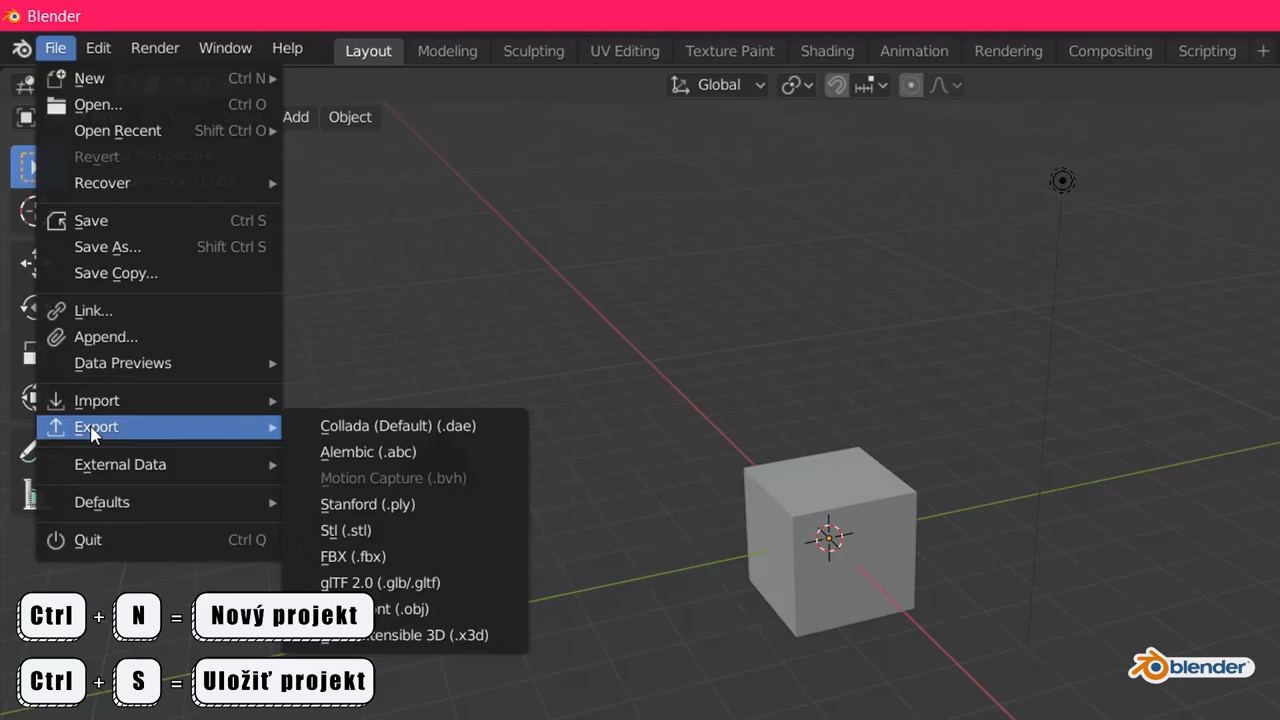 Blender
File Edit Render Window Help Layout Modeling Sculpting UV Editing Texture Paint Shading Animation Rendering Compositing Scripting +
Global
Add Object
New Ctrl N
Open... Ctrl O
Open Recent Shift Ctrl O
Revert
Recover
Save Ctrl S
Save As... Shift Ctrl S
Save Copy...
Link...
Append...
Data Previews
Import
Export
External Data
Defaults
Quit Ctrl Q
Collada (Default) (.dae)
Alembic (.abc)
Motion Capture (.bvh)
Stanford (.ply)
Stl (.stl)
FBX (.fbx)
glTF 2.0 (.glb/.gltf)
(.obj)
3D (.x3d)
Ctrl + N = Nový projekt
Ctrl + S = Uložiť projekt
blender